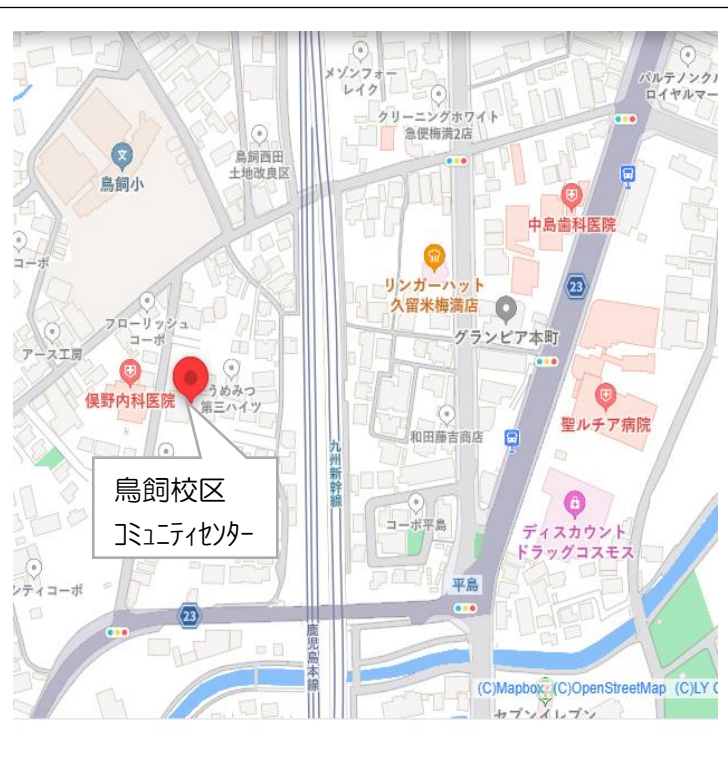 メゾンフォー
レイク
パルテノンクル
ロイヤルマー
クリーニングホワイト
急便梅満2店
鳥飼西田
土地改良区
文
鳥飼小
中島歯科医院
コーポ
リンガーハット
久留米梅満店
23
グランピア本町
フローリッシュ
コーポ
アース工房
俣野内科医院
うめみつ
第三ハイツ
聖ルチア病院
和田藤吉商店
九州新幹線
鳥飼校区
コミュニティセンター
コーポ平島
ディスカウント
ドラッグコスモス
ンティコーポ
平島
23
鹿児島本線
(C)Mapbox (C)OpenStreetMap (C)LY C
セブンイレブン